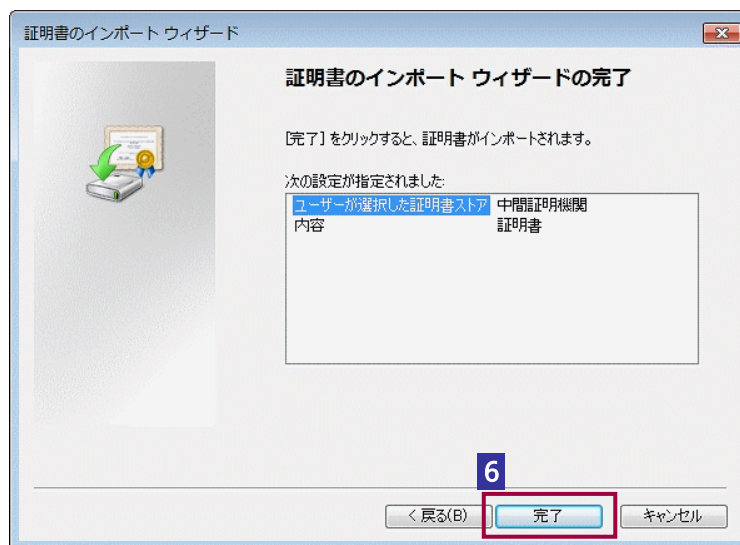 証明書のインポート ウィザード
証明書のインポート ウィザードの完了
[完了] をクリックすると、証明書がインポートされます。
次の設定が指定されました:
ユーザーが選択した証明書ストア 中間証明機関
内容 証明書
6
< 戻る(B) 完了 キャンセル